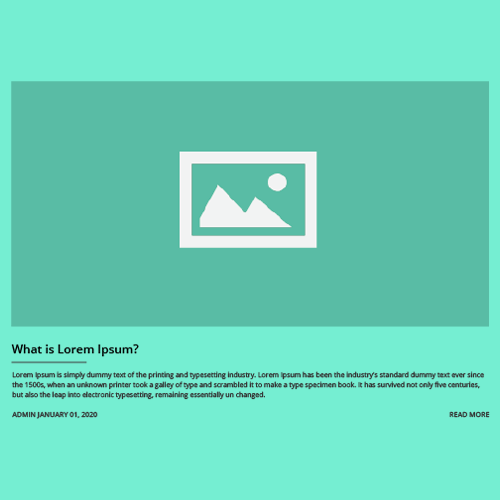 What is Lorem Ipsum?
Lorem Ipsum is simply dummy text of the printing and typesetting industry. Lorem Ipsum has been the industry's standard dummy text ever since
the 1500s, when an unknown printer took a galley of type and scrambled it to make a type specimen book. It has survived not only five centuries,
but also the leap into electronic typesetting, remaining essentially un changed.
ADMIN JANUARY 01, 2020 READ MORE